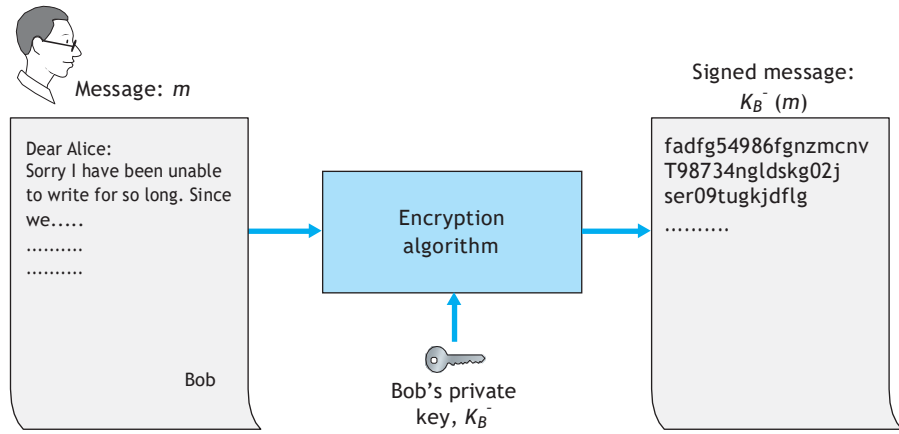 Message: m
Dear Alice:
Sorry I have been unable
to write for so long. Since
we.....
..........
..........
Bob
Encryption
algorithm
Bob's private
key, K_B^-
Signed message:
K_B^- (m)
fadfg54986fgnzmcnv
T98734ngldskg02j
ser09tugkjdflg
..........